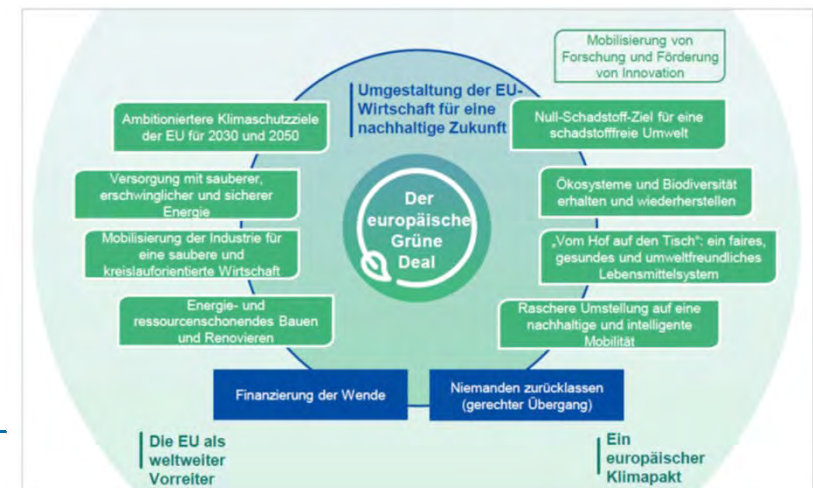 Mobilisierung von
Forschung und Förderung
von Innovation
Umgestaltung der EU-
Wirtschaft für eine
nachhaltige Zukunft
Ambitioniertere Klimaschutzziele
der EU für 2030 und 2050
Null-Schadstoff-Ziel für eine
schadstofffreie Umwelt
Versorgung mit sauberer,
erschwinglicher und sicherer
Energie
Ökosysteme und Biodiversität
erhalten und wiederherstellen
Der
europäische
Grüne
Deal
Mobilisierung der Industrie für
eine saubere und
kreislauforientierte Wirtschaft
„Vom Hof auf den Tisch“: ein faires,
gesundes und umweltfreundliches
Lebensmittelsystem
Energie- und
ressourcenschonendes Bauen
und Renovieren
Raschere Umstellung auf eine
nachhaltige und intelligente
Mobilität
Finanzierung der Wende
Niemanden zurücklassen
(gerechter Übergang)
Die EU als
weltweiter
Vorreiter
Ein
europäischer
Klimapakt